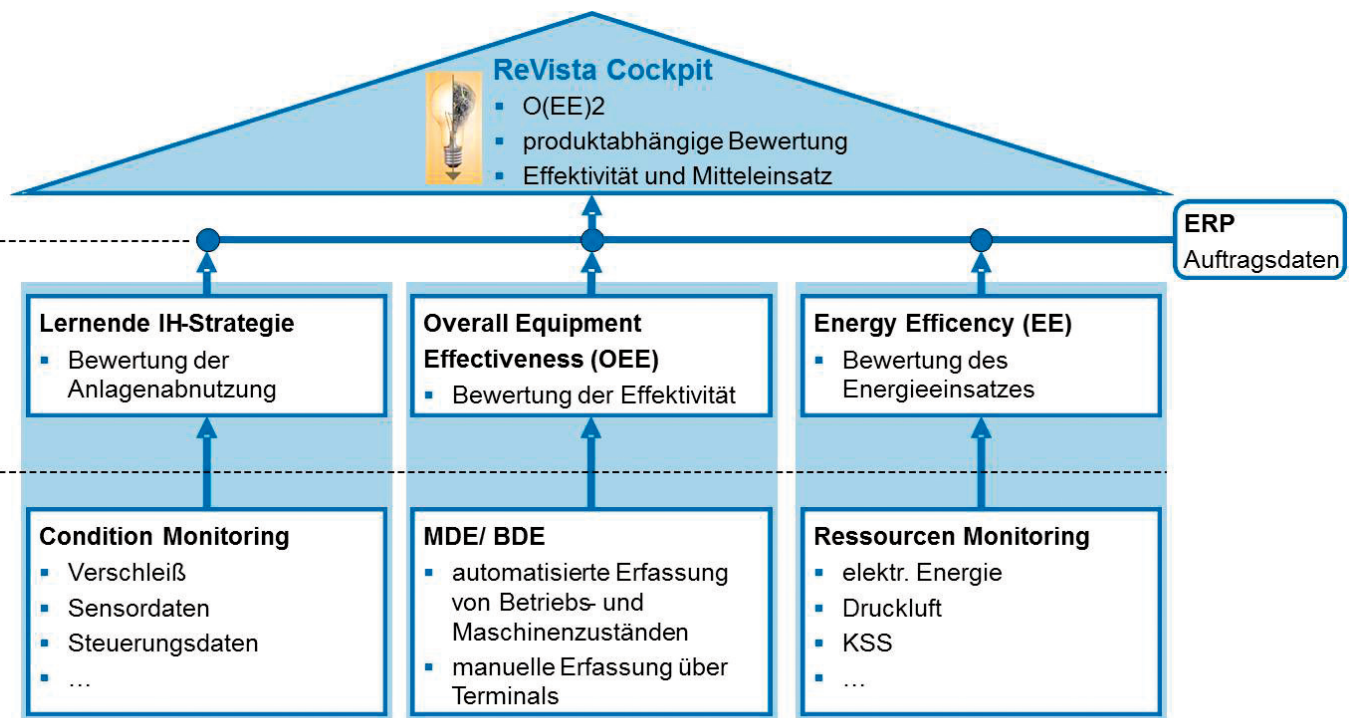 ReVista Cockpit
▪ O(EE)2
▪ produktabhängige Bewertung
▪ Effektivität und Mitteleinsatz
ERP
Auftragsdaten
Lernende IH-Strategie
▪ Bewertung der
Anlagenabnutzung
Overall Equipment
Effectiveness (OEE)
▪ Bewertung der Effektivität
Energy Efficency (EE)
▪ Bewertung des
Energieeinsatzes
Condition Monitoring
▪ Verschleiß
▪ Sensordaten
▪ Steuerungsdaten
▪ ...
MDE/ BDE
▪ automatisierte Erfassung
von Betriebs- und
Maschinenzuständen
▪ manuelle Erfassung über
Terminals
Ressourcen Monitoring
▪ elektr. Energie
▪ Druckluft
▪ KSS
▪ ...